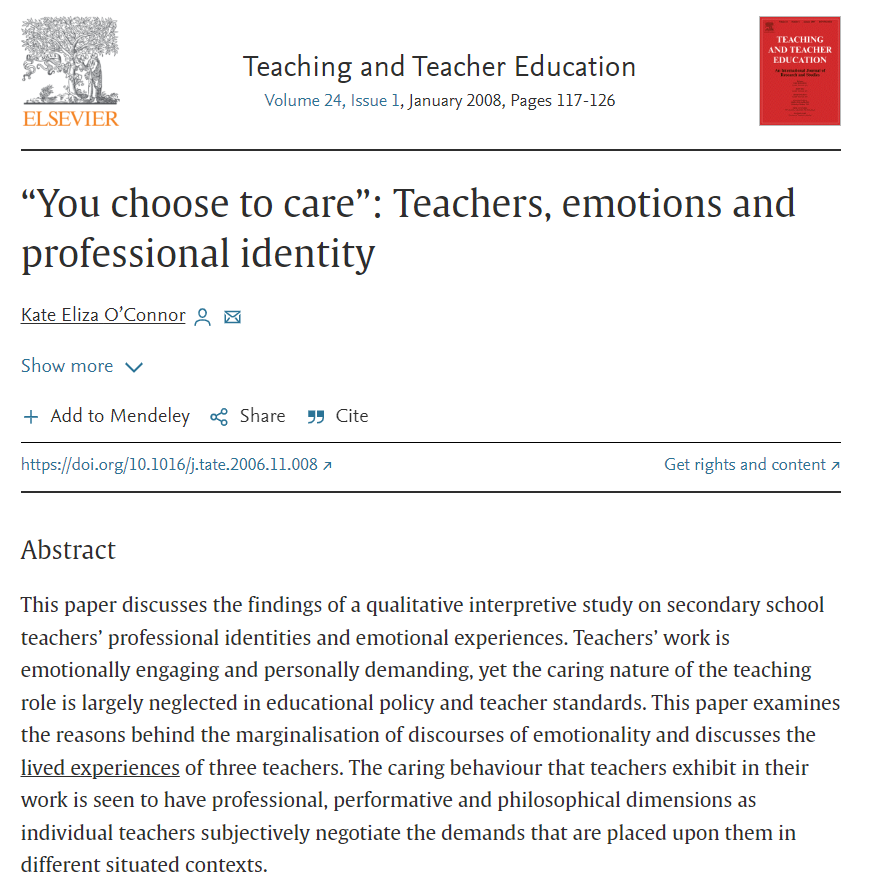 ELSEVIER
Teaching and Teacher Education
Volume 24, Issue 1, January 2008, Pages 117-126
TEACHING
AND TEACHER
EDUCATION
“You choose to care”: Teachers, emotions and
professional identity
Kate Eliza O’Connor
Show more
Add to Mendeley Share Cite
https://doi.org/10.1016/j.tate.2006.11.008
Get rights and content
Abstract
This paper discusses the findings of a qualitative interpretive study on secondary school
teachers’ professional identities and emotional experiences. Teachers’ work is
emotionally engaging and personally demanding, yet the caring nature of the teaching
role is largely neglected in educational policy and teacher standards. This paper examines
the reasons behind the marginalisation of discourses of emotionality and discusses the
lived experiences of three teachers. The caring behaviour that teachers exhibit in their
work is seen to have professional, performative and philosophical dimensions as
individual teachers subjectively negotiate the demands that are placed upon them in
different situated contexts.